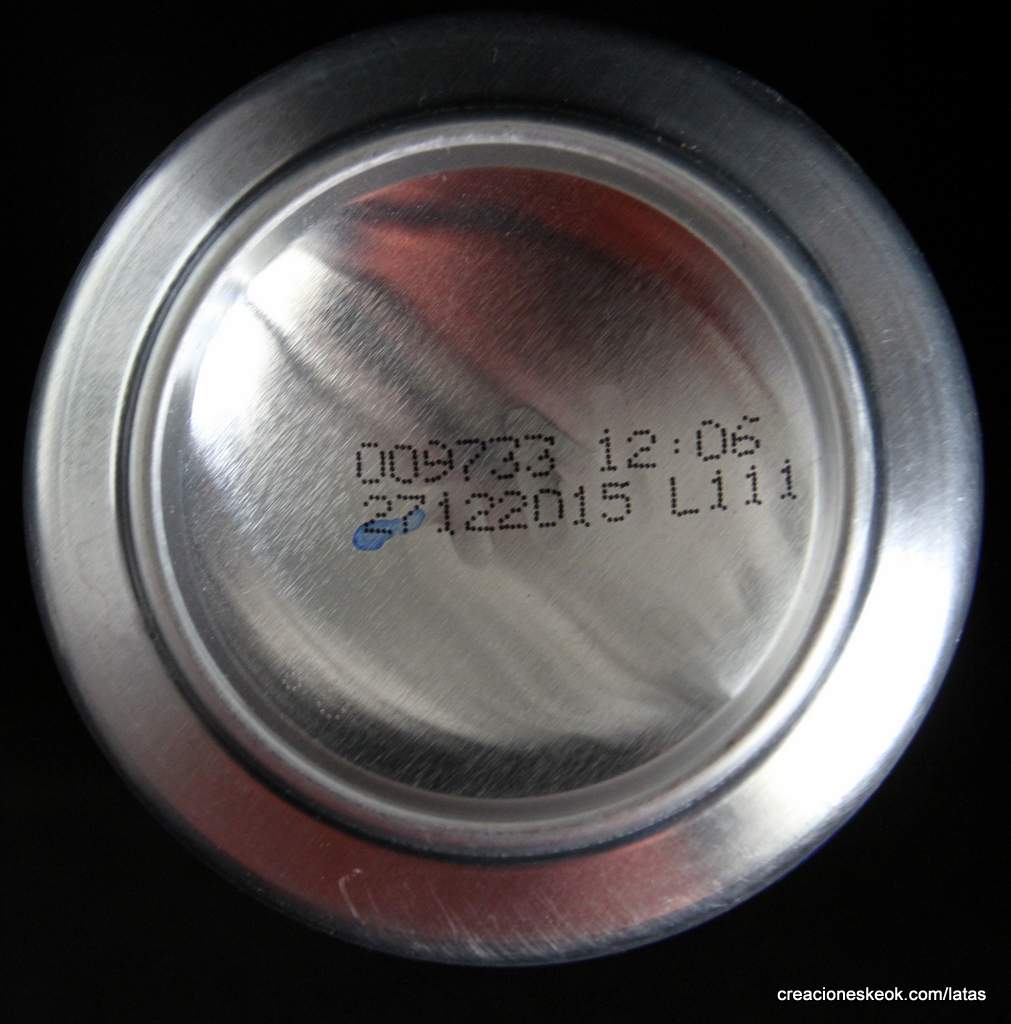 009733 12:06
27122015 L111
creacioneskeok.com/latas